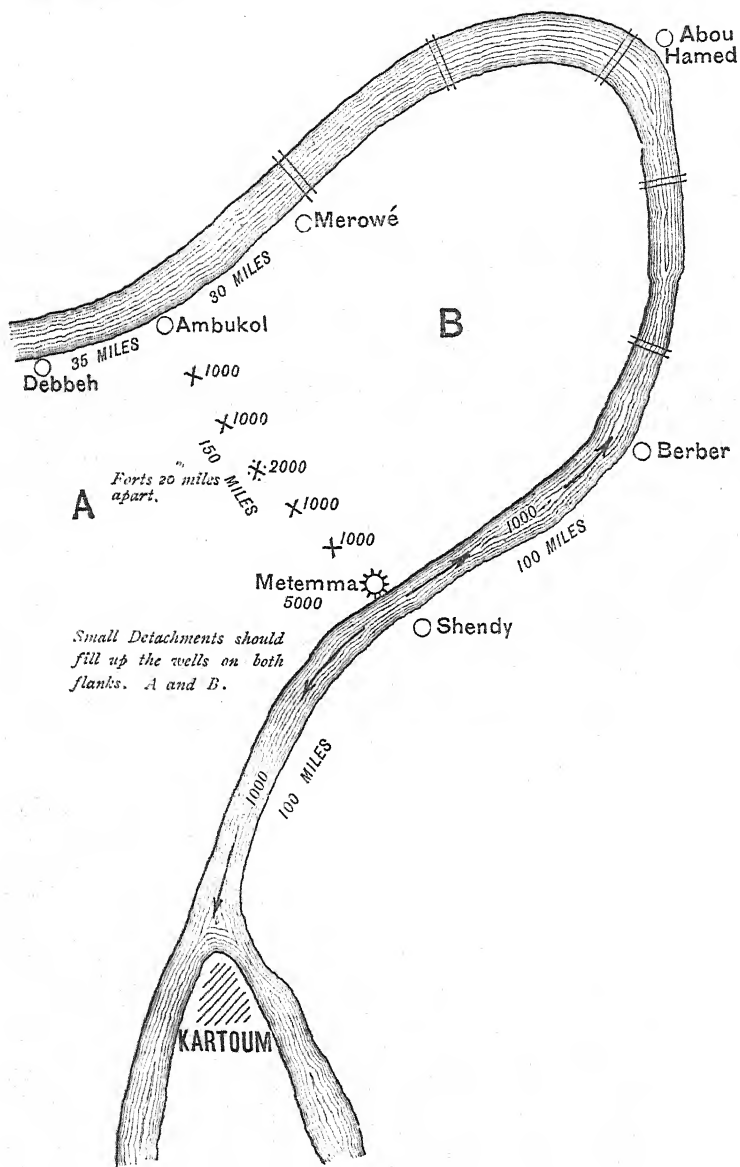 Abou
Hamed
Merowé
30 MILES
B
Ambukol
35 MILES
Debbeh
1000
1000
150 MILES
2000
Forts 20 miles
apart.
A
1000
1000
Berber
1000
100 MILES
Metemma
5000
Shendy
Small Detachments should
fill up the wells on both
flanks. A and B.
1000
100 MILES
KARTOUM